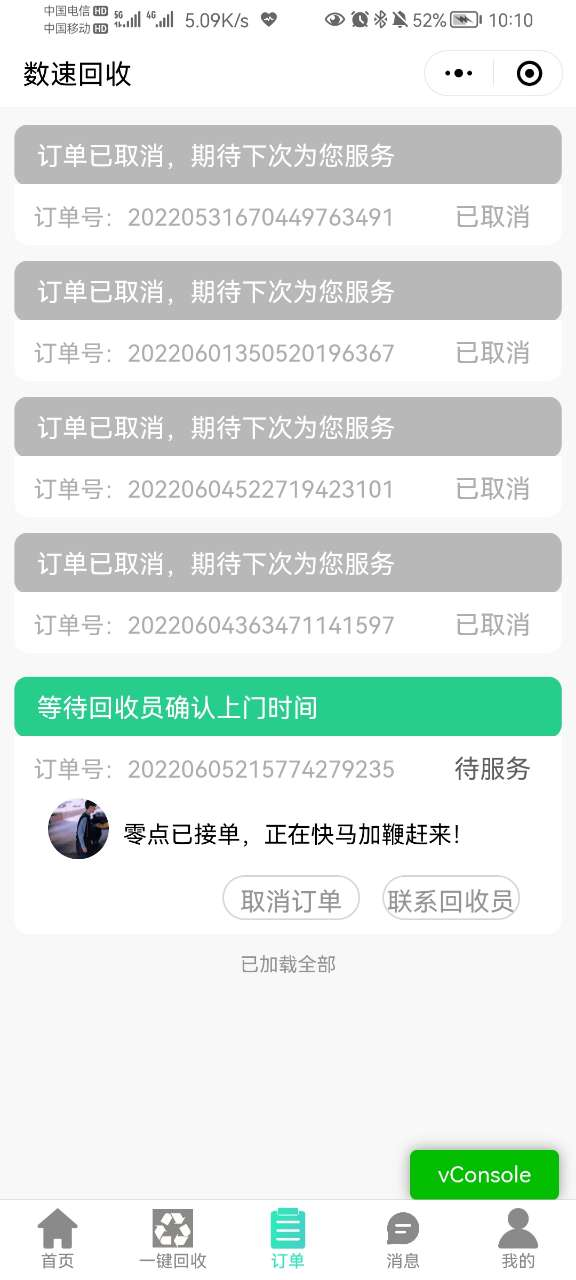 中国电信 HD 5G 4G 5.09K/s 52% 10:10
中国移动 HD
数速回收
订单已取消，期待下次为您服务
订单号：20220531670449763491 已取消
订单已取消，期待下次为您服务
订单号：20220601350520196367 已取消
订单已取消，期待下次为您服务
订单号：20220604522719423101 已取消
订单已取消，期待下次为您服务
订单号：20220604363471141597 已取消
等待回收员确认上门时间
订单号：20220605215774279235 待服务
零点已接单，正在快马加鞭赶来！
取消订单 联系回收员
已加载全部
vConsole
首页 一键回收 订单 消息 我的